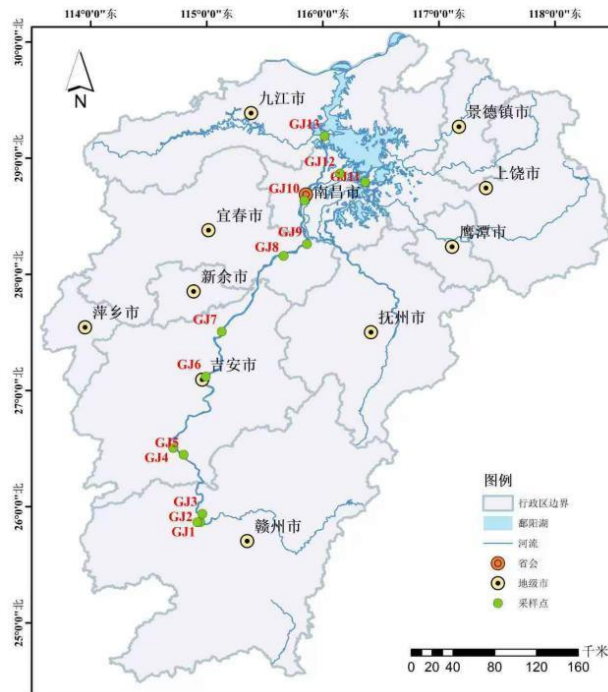 114°0'0"东 115°0'0"东 116°0'0"东 117°0'0"东 118°0'0"东
30°0'0"北
29°0'0"北
28°0'0"北
27°0'0"北
26°0'0"北
25°0'0"北
N
九江市
景德镇市
GJ13
GJ12
GJ11
上饶市
GJ10
南昌市
宜春市
GJ9
GJ8
鹰潭市
新余市
萍乡市
GJ7
抚州市
GJ6
吉安市
GJ5
GJ4
GJ3
GJ2
GJ1
赣州市
图例
行政区边界
鄱阳湖
河流
省会
地级市
采样点
千米
0 20 40 80 120 160